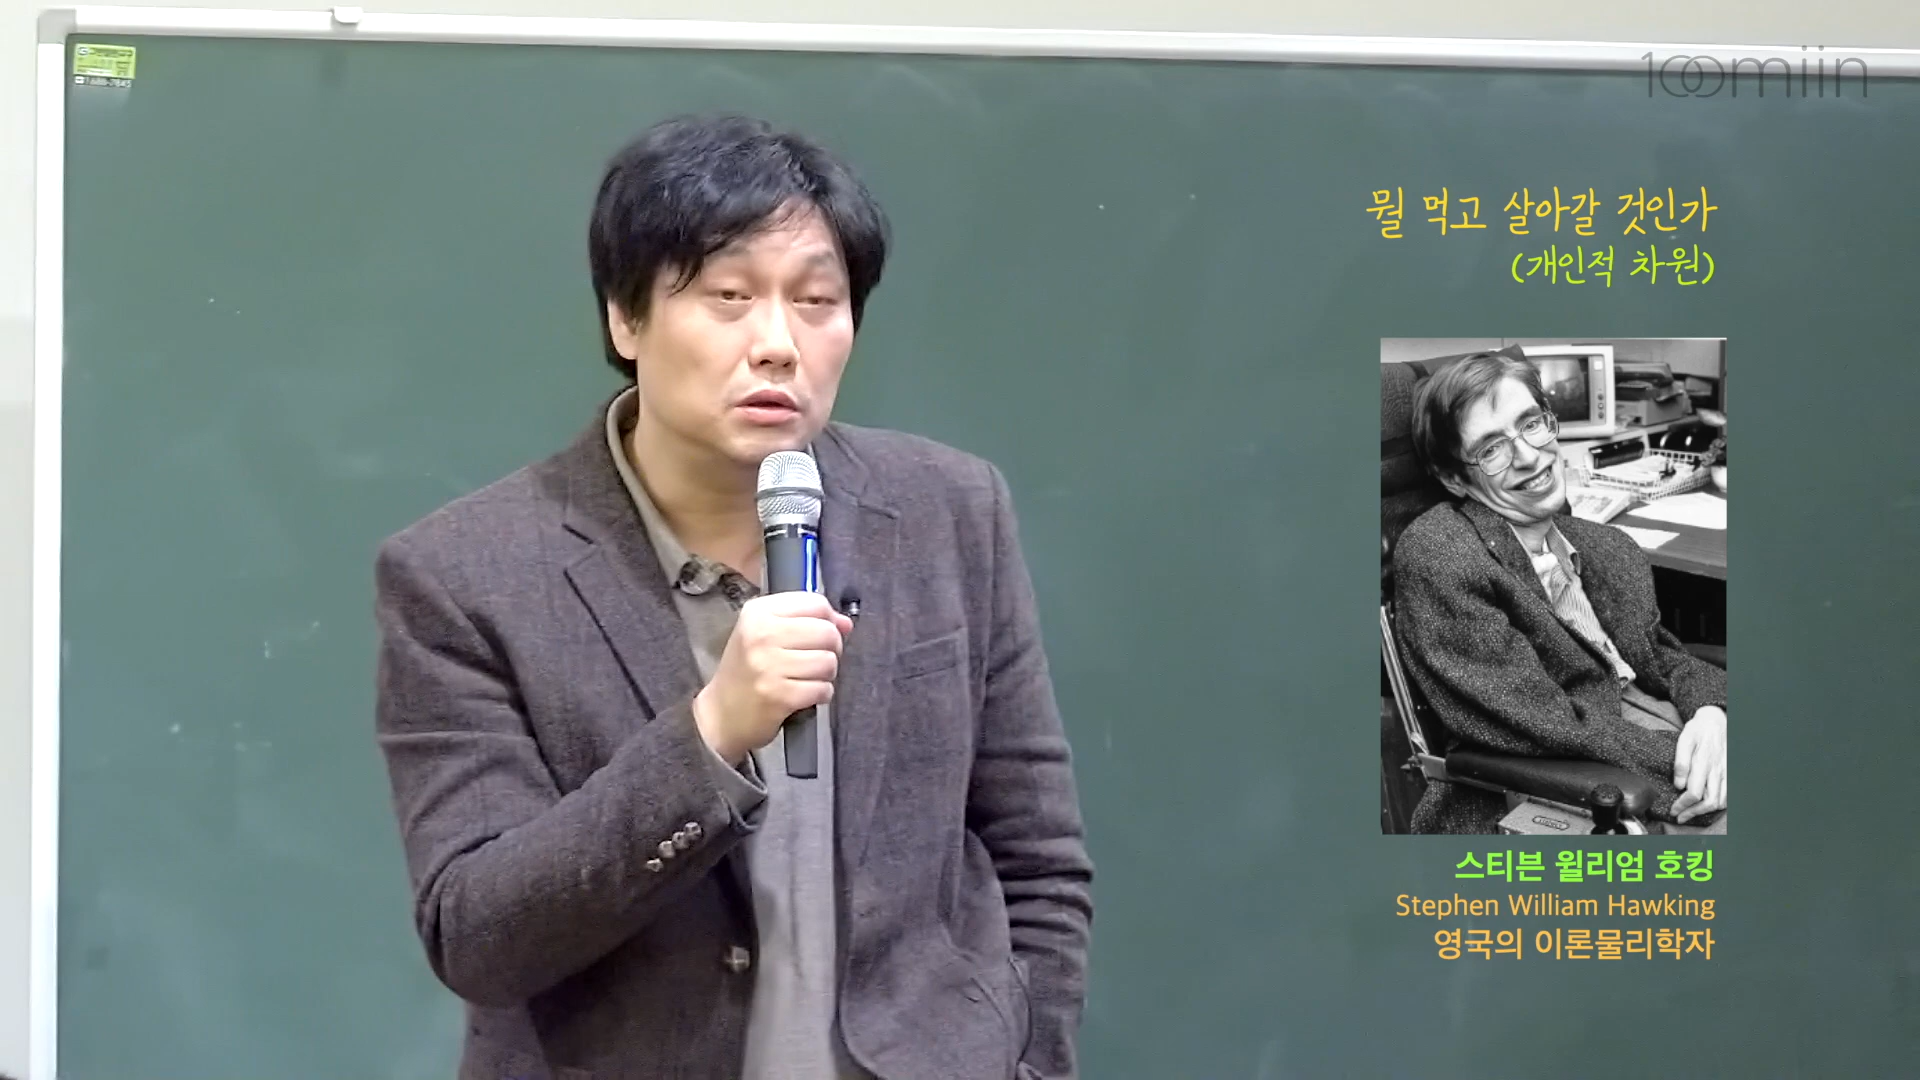 100miin
뭘 먹고 살아갈 것인가
(개인적 차원)
스티븐 윌리엄 호킹
Stephen William Hawking
영국의 이론물리학자